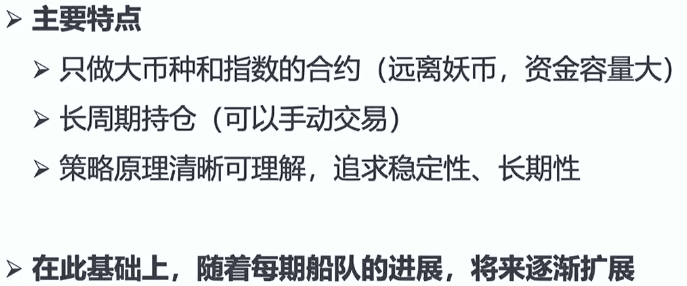 ➢ 主要特点
➢ 只做大币种和指数的合约（远离妖币，资金容量大）
➢ 长周期持仓（可以手动交易）
➢ 策略原理清晰可理解，追求稳定性、长期性
➢ 在此基础上，随着每期船队的进展，将来逐渐扩展